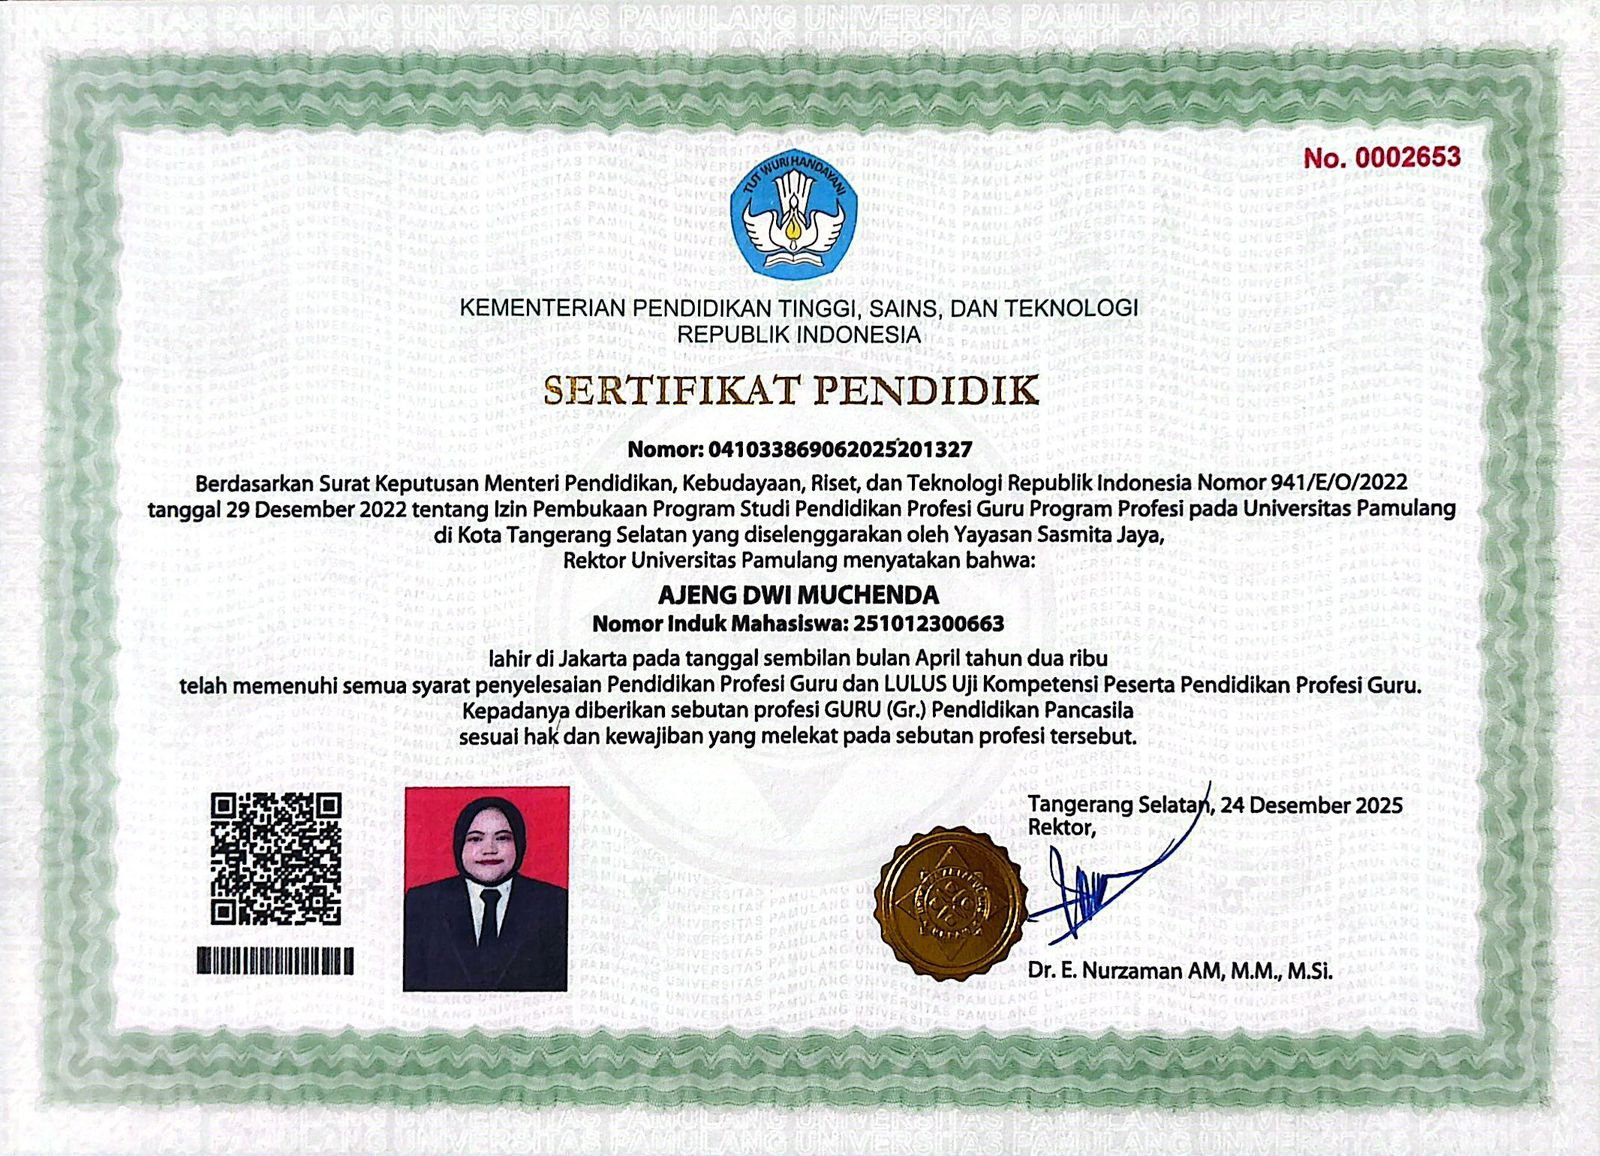 No. 0002653
TUT WURI HANDAYANI
KEMENTERIAN PENDIDIKAN TINGGI, SAINS, DAN TEKNOLOGI
REPUBLIK INDONESIA
SERTIFIKAT PENDIDIK
Nomor: 041033869062025201327
Berdasarkan Surat Keputusan Menteri Pendidikan, Kebudayaan, Riset, dan Teknologi Republik Indonesia Nomor 941/E/O/2022
tanggal 29 Desember 2022 tentang Izin Pembukaan Program Studi Pendidikan Profesi Guru Program Profesi pada Universitas Pamulang
di Kota Tangerang Selatan yang diselenggarakan oleh Yayasan Sasmita Jaya,
Rektor Universitas Pamulang menyatakan bahwa:
AJENG DWI MUCHENDA
Nomor Induk Mahasiswa: 251012300663
lahir di Jakarta pada tanggal sembilan bulan April tahun dua ribu
telah memenuhi semua syarat penyelesaian Pendidikan Profesi Guru dan LULUS Uji Kompetensi Peserta Pendidikan Profesi Guru.
Kepadanya diberikan sebutan profesi GURU (Gr.) Pendidikan Pancasila
sesuai hak dan kewajiban yang melekat pada sebutan profesi tersebut.
Tangerang Selatan, 24 Desember 2025
Rektor,
Dr. E. Nurzaman AM, M.M., M.Si.